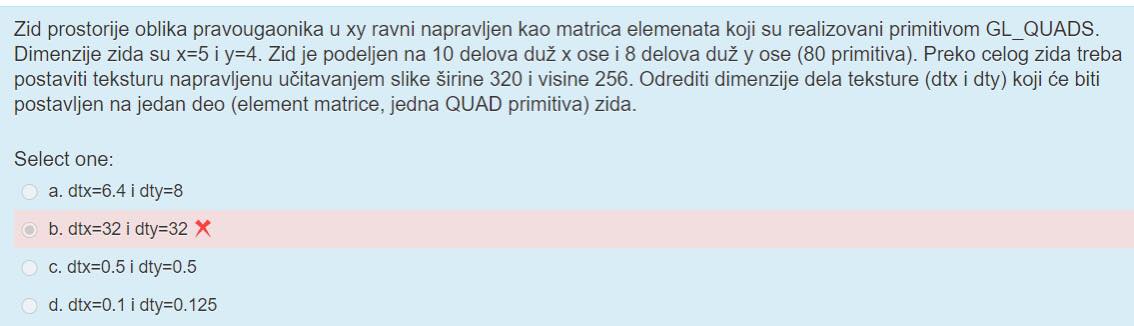 Zid prostorije oblika pravougaonika u xy ravni napravljen kao matrica elemenata koji su realizovani primitivom GL_QUADS.
Dimenzije zida su x=5 i y=4. Zid je podeljen na 10 delova duž x ose i 8 delova duž y ose (80 primitiva). Preko celog zida treba
postaviti teksturu napravljenu učitavanjem slike širine 320 i visine 256. Odrediti dimenzije dela teksture (dtx i dty) koji će biti
postavljen na jedan deo (element matrice, jedna QUAD primitiva) zida.
Select one:
a. dtx=6.4 i dty=8
b. dtx=32 i dty=32
c. dtx=0.5 i dty=0.5
d. dtx=0.1 i dty=0.125